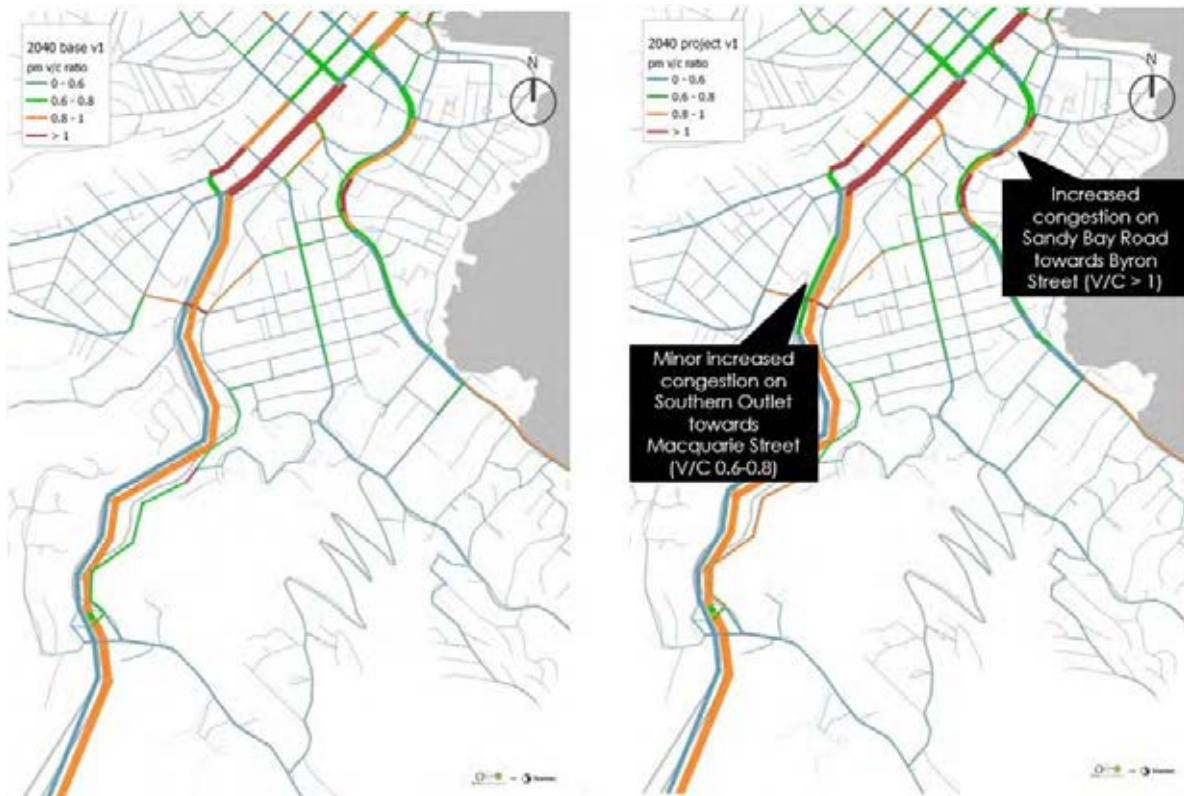 2040 base v1
pm v/c ratio
0 - 0.6
0.6 - 0.8
0.8 - 1
> 1
N
2040 project v1
pm v/c ratio
0 - 0.6
0.6 - 0.8
0.8 - 1
> 1
N
Increased
congestion on
Sandy Bay Road
towards Byron
Street (V/C > 1)
Minor increased
congestion on
Southern Outlet
towards
Macquarie Street
(V/C 0.6-0.8)